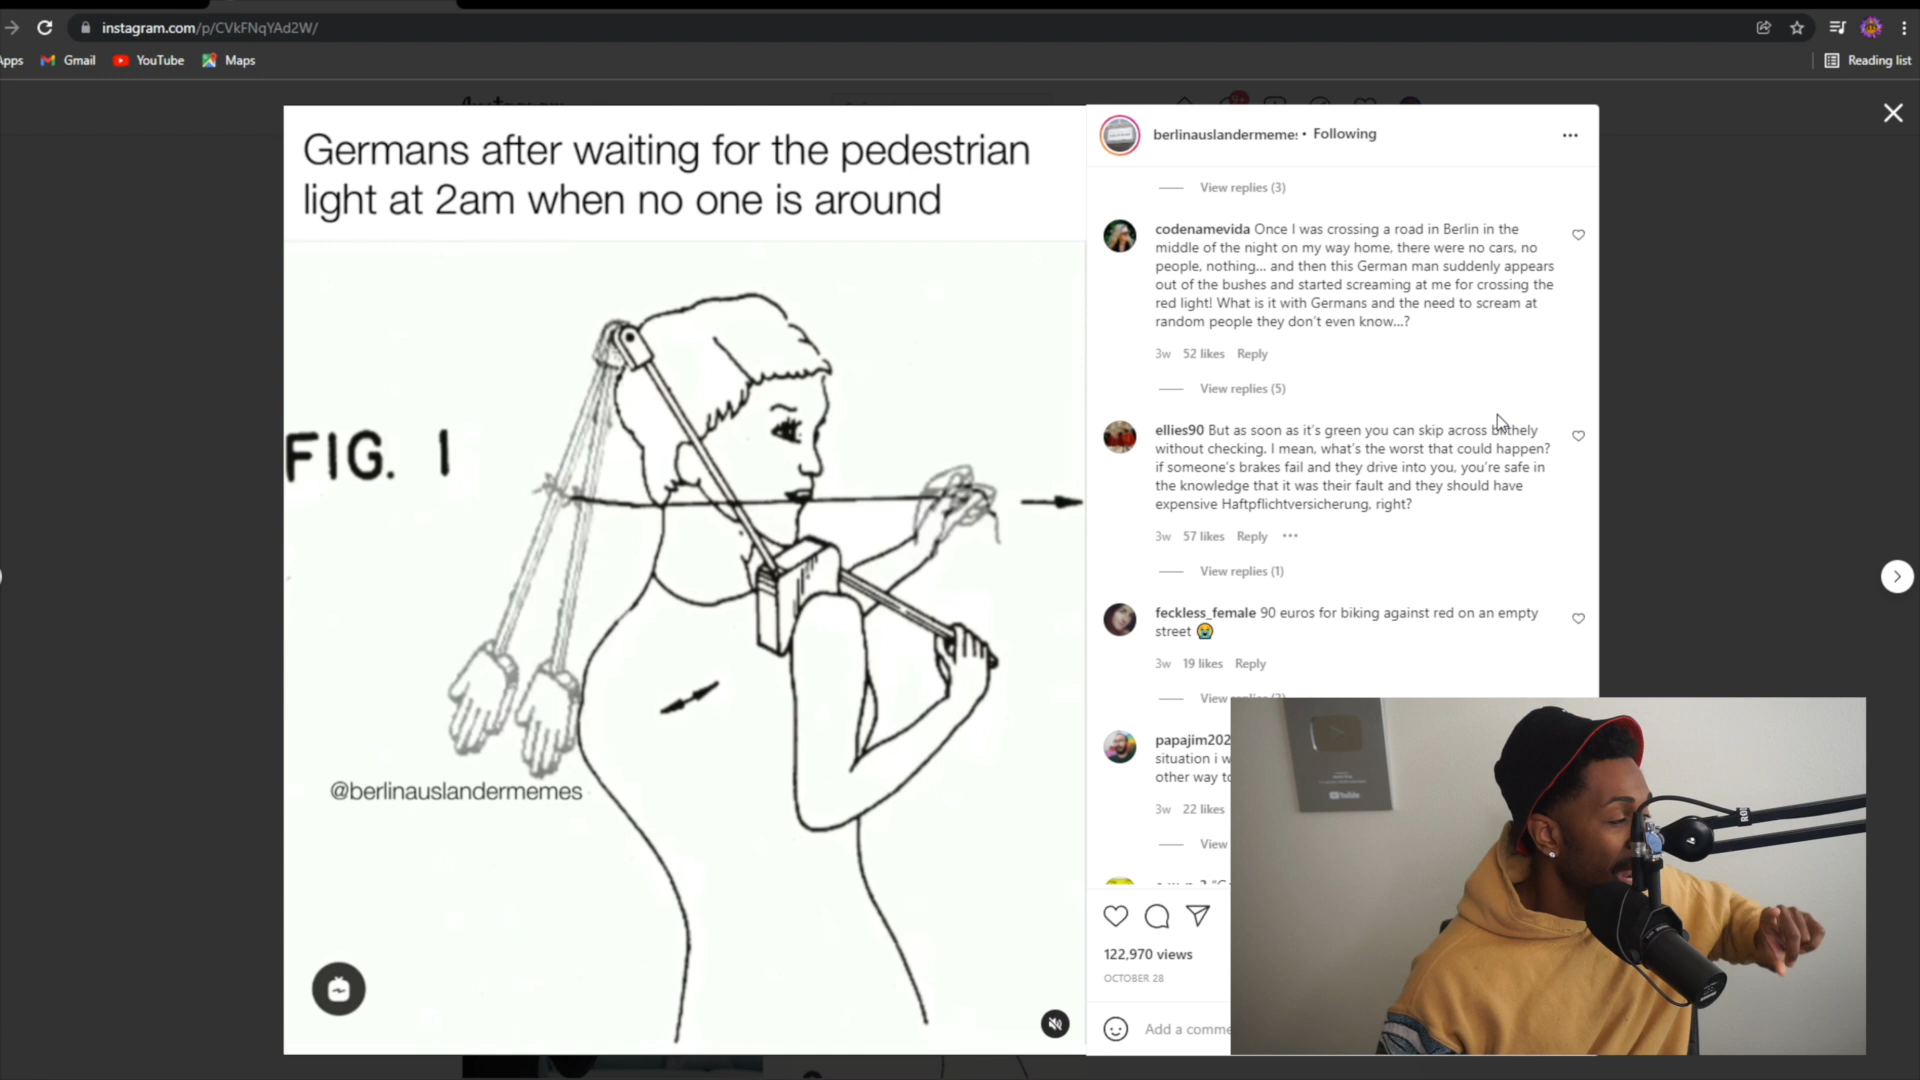 instagram.com/p/CVkFNqYAd2W/
Gmail YouTube Maps
Reading list
Germans after waiting for the pedestrian
light at 2am when no one is around
FIG. 1
@berlinauslandermemes
berlinauslandermeme: • Following
View replies (3)
codenamevida Once I was crossing a road in Berlin in the
middle of the night on my way home, there were no cars, no
people, nothing... and then this German man suddenly appears
out of the bushes and started screaming at me for crossing the
red light! What is it with Germans and the need to scream at
random people they don't even know...?
3w 52 likes Reply
View replies (5)
ellies90 But as soon as it's green you can skip across blithely
without checking. I mean, what's the worst that could happen?
if someone's brakes fail and they drive into you, you're safe in
the knowledge that it was their fault and they should have
expensive Haftpflichtversicherung, right?
3w 57 likes Reply
View replies (1)
feckless_female 90 euros for biking against red on an empty
street
3w 19 likes Reply
View
papajim202
situation i w
other way to
3w 22 likes
View
122,970 views
OCTOBER 28
Add a comme
YouTube